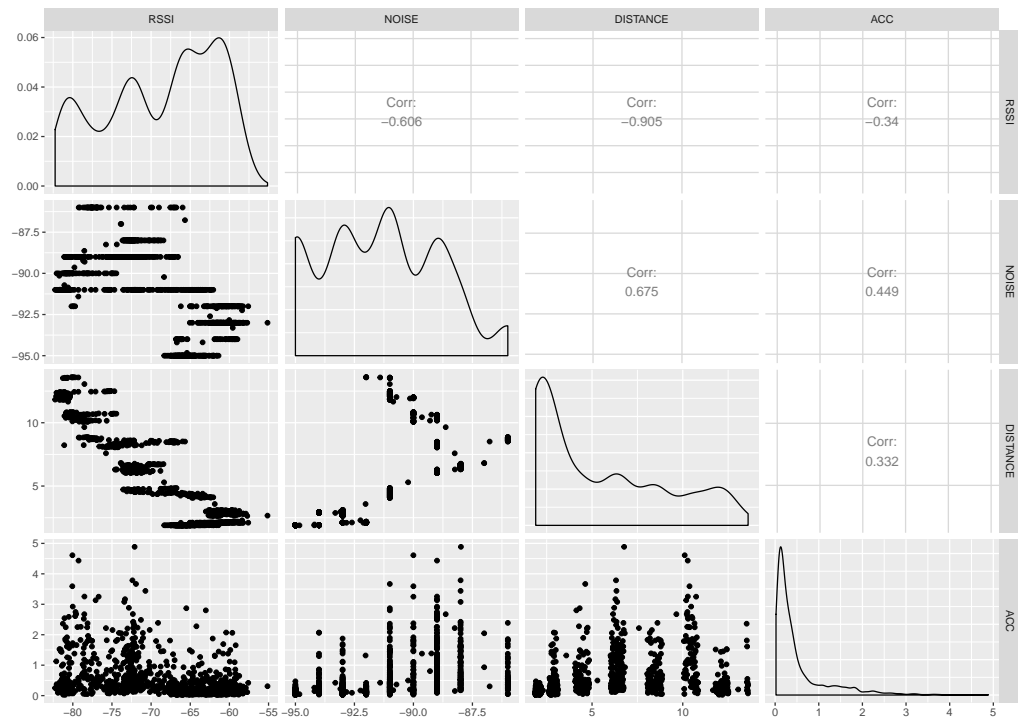 RSSI NOISE DISTANCE ACC
0.06
0.04
0.02
0.00
Corr:
−0.606
Corr:
−0.905
Corr:
−0.34
RSSI
−87.5
−90.0
−92.5
−95.0
Corr:
0.675
Corr:
0.449
NOISE
10
5
Corr:
0.332
DISTANCE
5
4
3
2
1
0
ACC
−80 −75 −70 −65 −60 −55 −95.0 −92.5 −90.0 −87.5 5 10 0 1 2 3 4 5